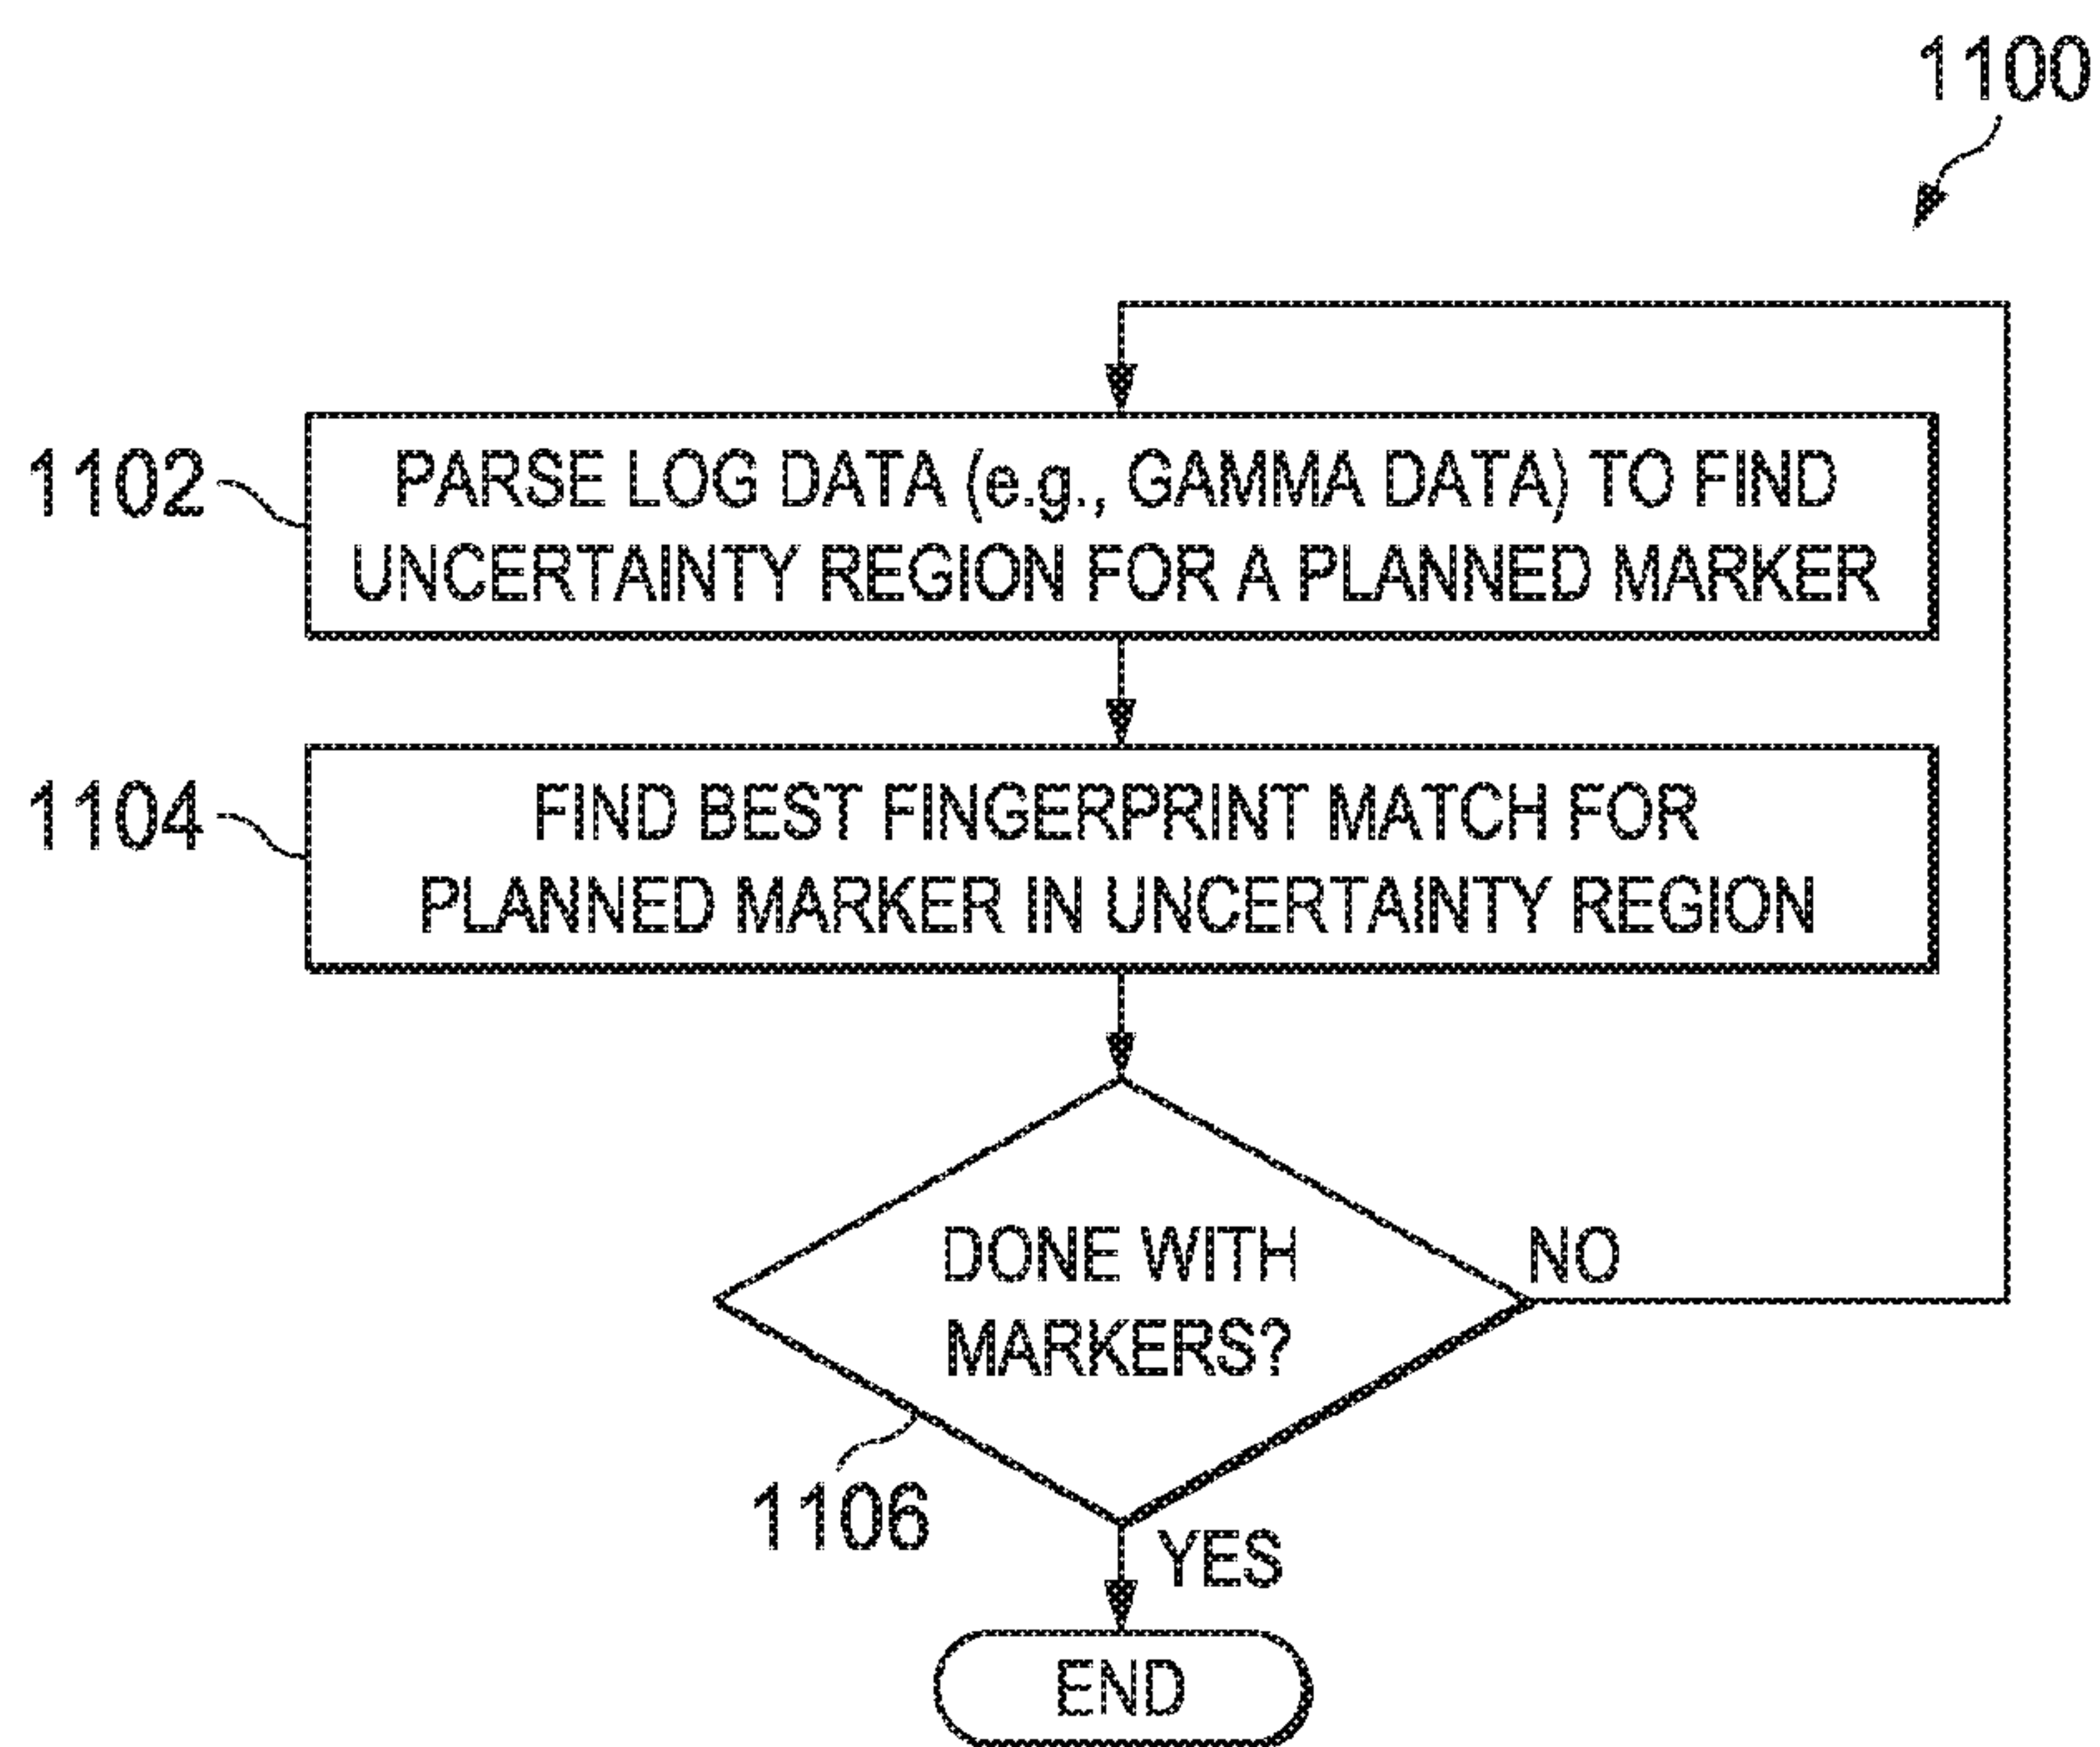 1100
1102
PARSE LOG DATA (e.g., GAMMA DATA) TO FIND
UNCERTAINTY REGION FOR A PLANNED MARKER
1104
FIND BEST FINGERPRINT MATCH FOR
PLANNED MARKER IN UNCERTAINTY REGION
DONE WITH
MARKERS?
NO
1106
YES
END